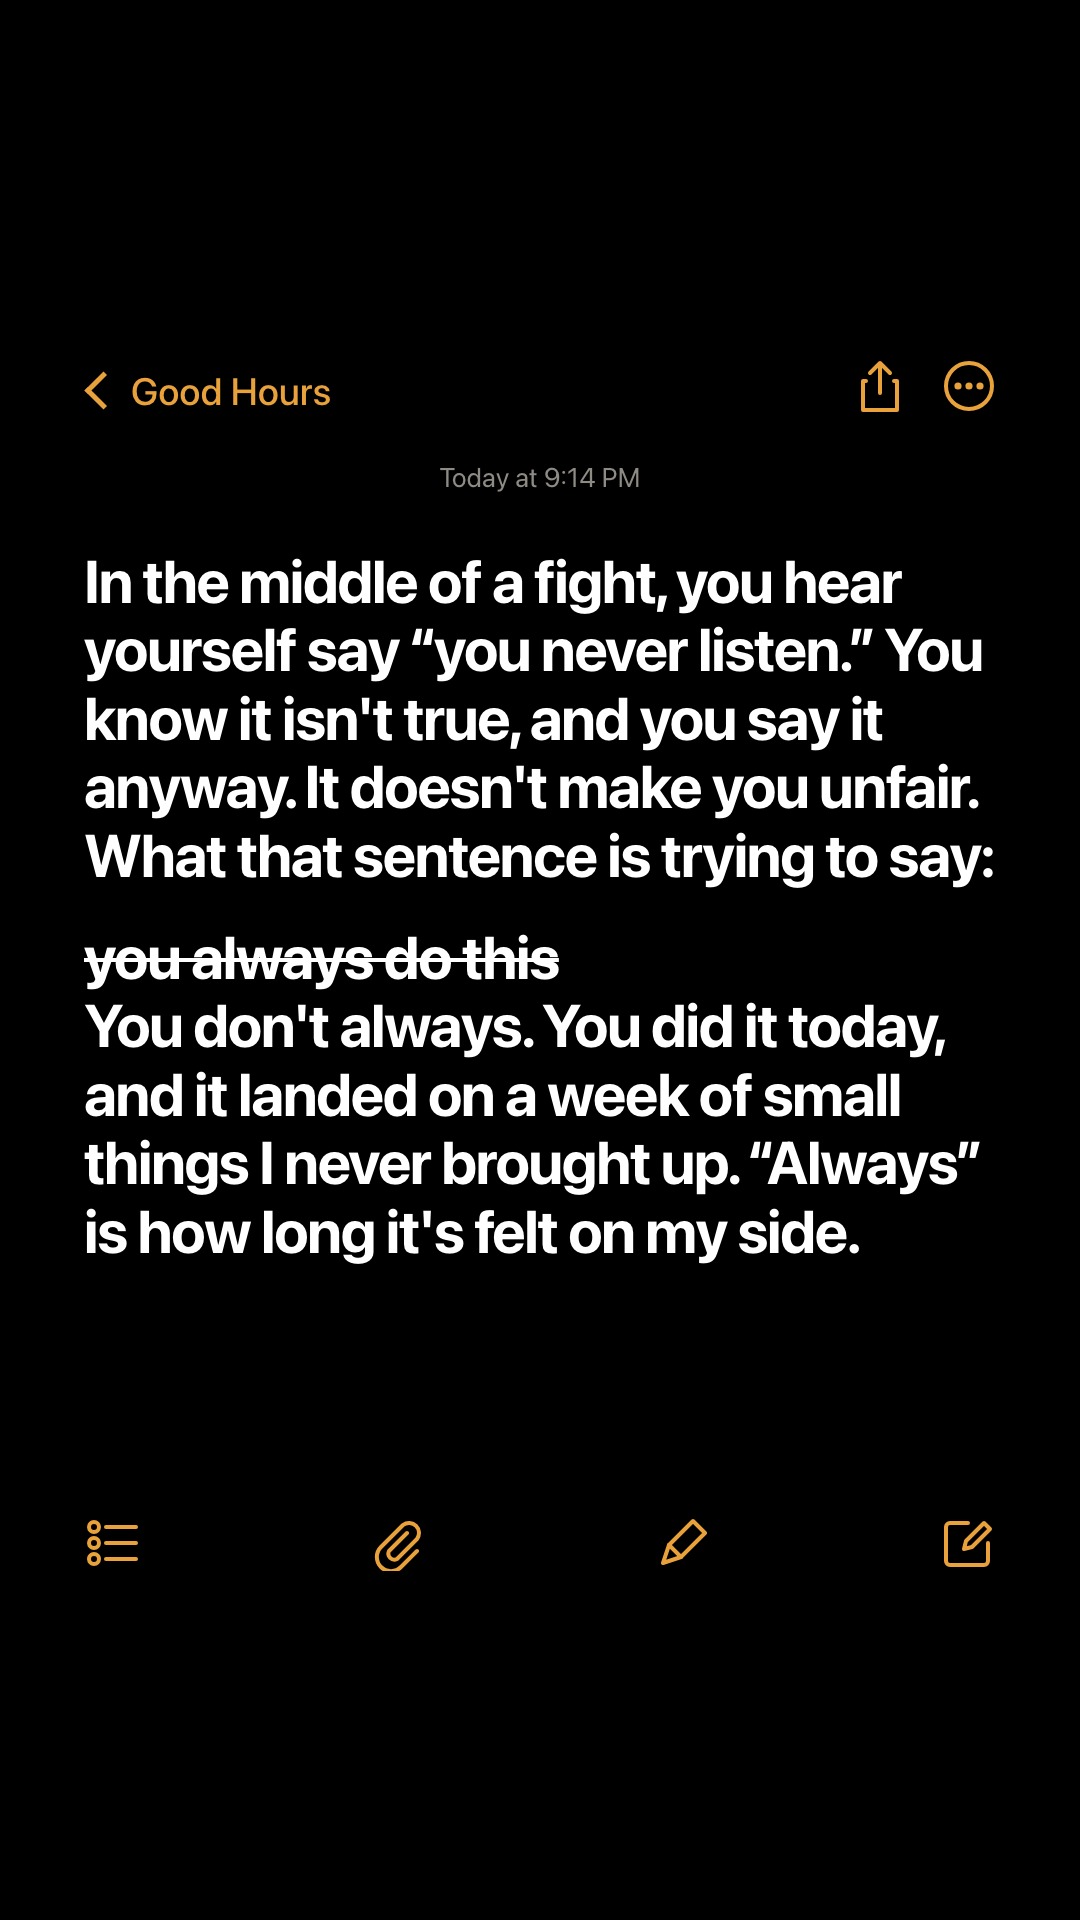 Good Hours
Today at 9:14 PM
In the middle of a fight, you hear
yourself say “you never listen.” You
know it isn't true, and you say it
anyway. It doesn't make you unfair.
What that sentence is trying to say:
you always do this
You don't always. You did it today,
and it landed on a week of small
things I never brought up. “Always”
is how long it's felt on my side.